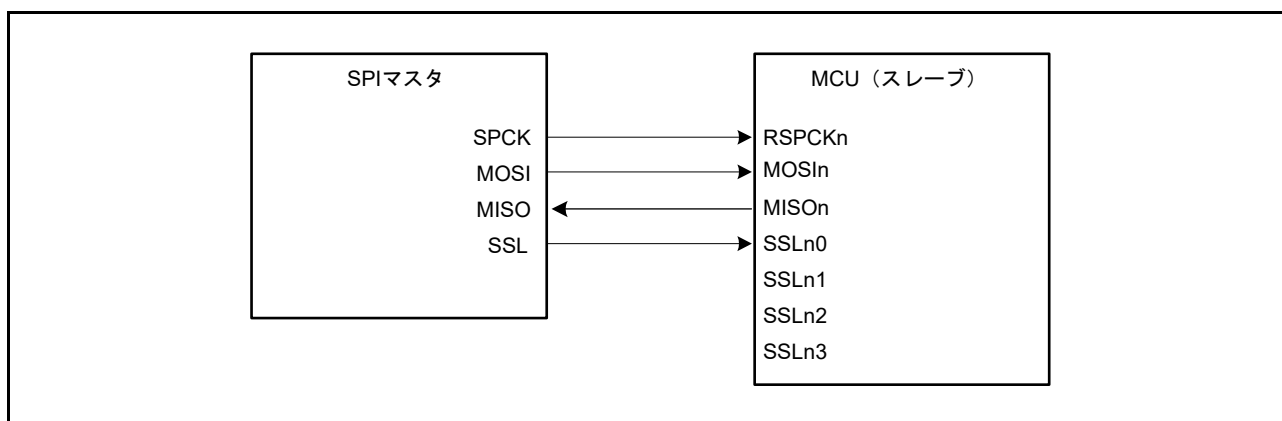 SPIマスタ
SPCK
MOSI
MISO
SSL
MCU（スレーブ）
RSPCKn
MOSIn
MISOn
SSLn0
SSLn1
SSLn2
SSLn3